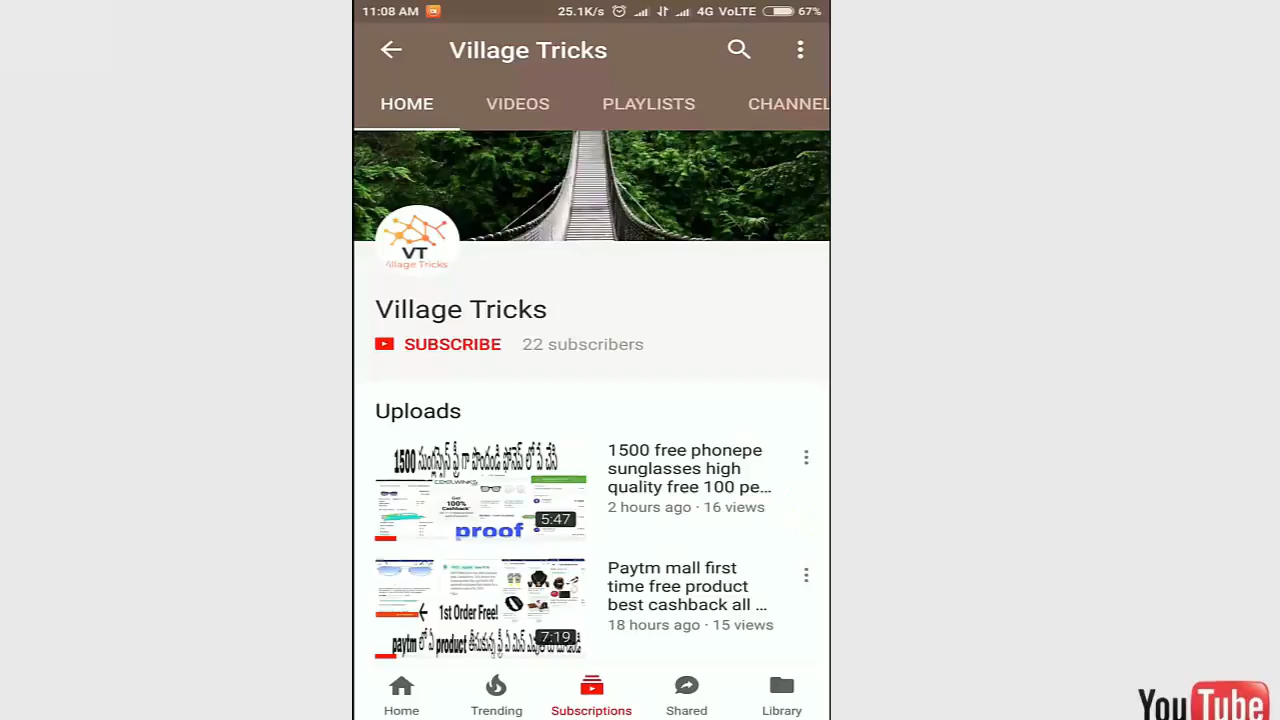 11:08 AM 25.1K/s 4G VoLTE 67%
Village Tricks
HOME VIDEOS PLAYLISTS CHANNEL
VT
Village Tricks
Village Tricks
SUBSCRIBE 22 subscribers
Uploads
1500 సంగ్లాసెస్ ఫ్రీ గా పొందండి ఫోన్ లో పే చేసి
Get
100%
Cashback
proof
5:47
1500 free phonepe
sunglasses high
quality free 100 pe...
2 hours ago · 16 views
1st Order Free!
paytm లో ఏ product
7:19
Paytm mall first
time free product
best cashback all ...
18 hours ago · 15 views
Home Trending Subscriptions Shared Library
YouTube